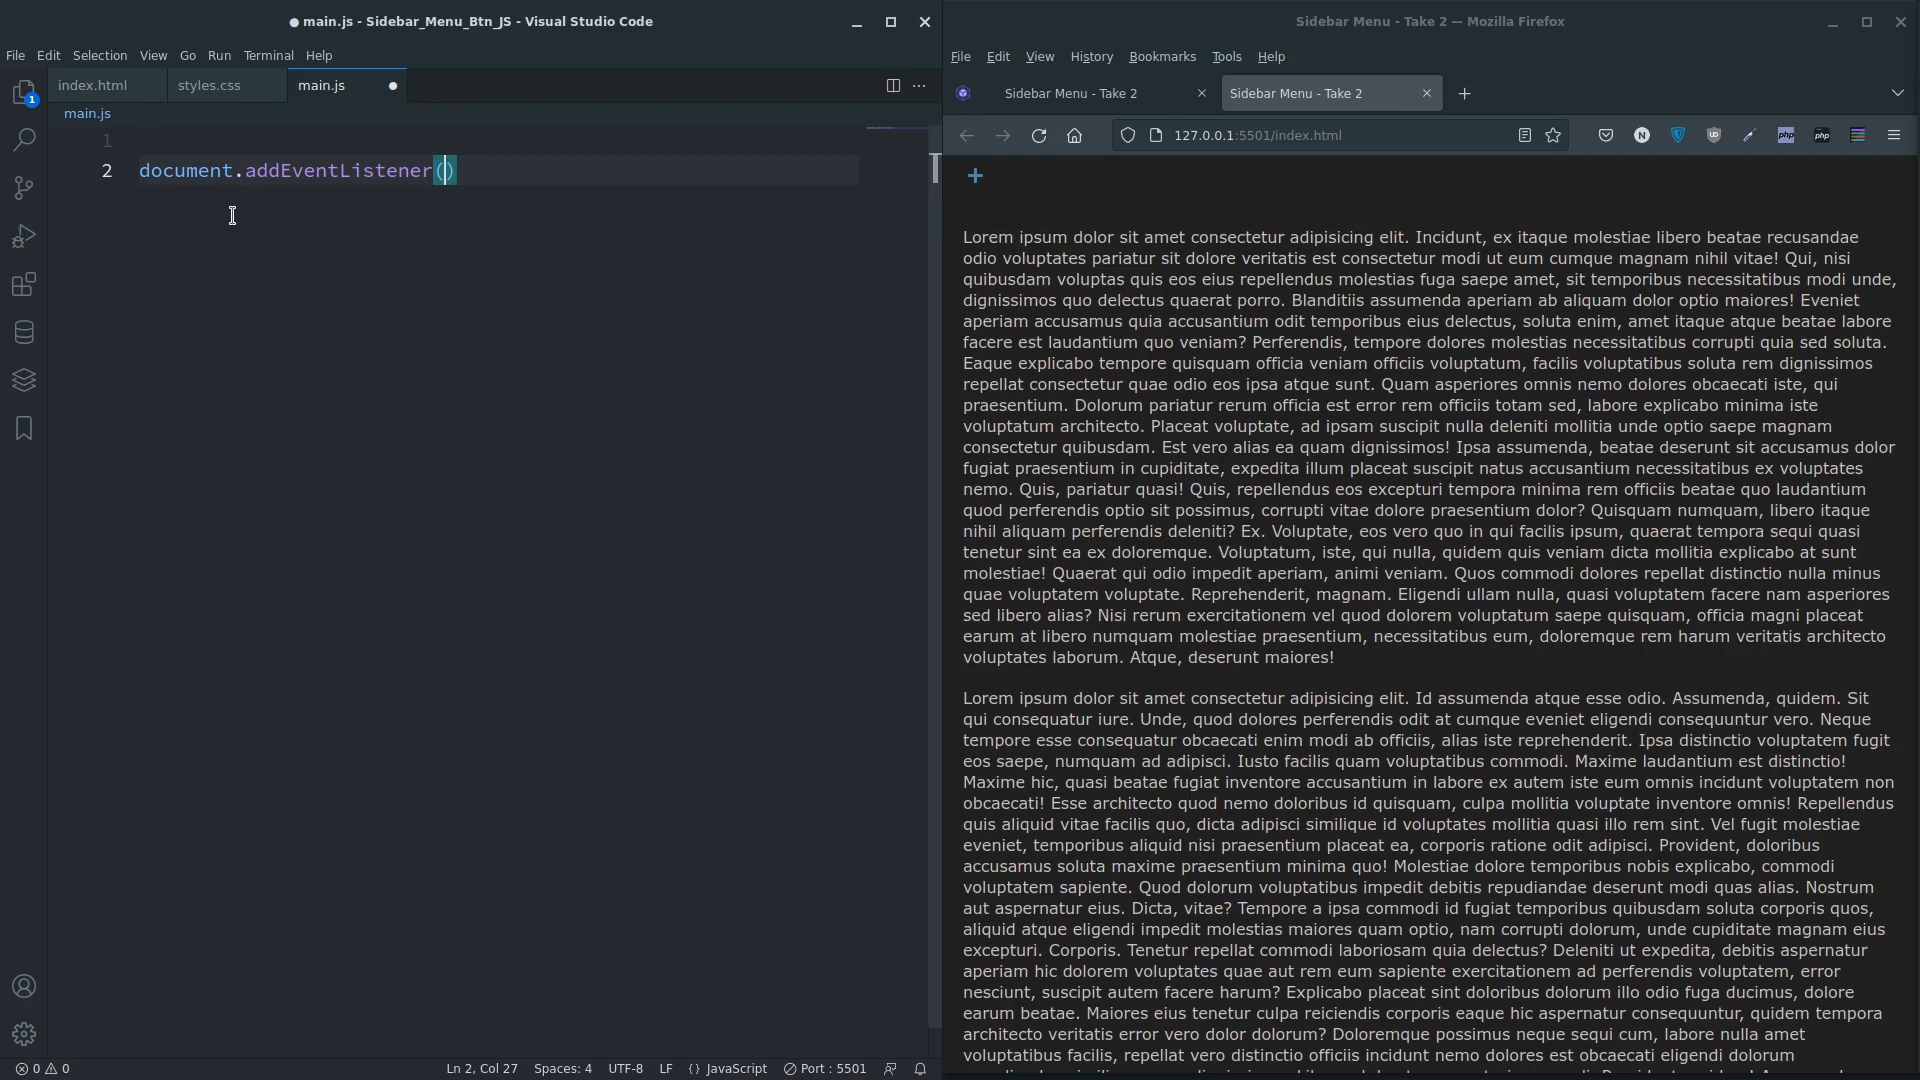 ● main.js - Sidebar_Menu_Btn_JS - Visual Studio Code
File Edit Selection View Go Run Terminal Help
1
index.html
styles.css
main.js ●
main.js
1
2 document.addEventListener()
0 0
Ln 2, Col 27 Spaces: 4 UTF-8 LF {} JavaScript Port : 5501
Sidebar Menu - Take 2 — Mozilla Firefox
File Edit View History Bookmarks Tools Help
Sidebar Menu - Take 2
Sidebar Menu - Take 2
127.0.0.1:5501/index.html
N
php
php
+
Lorem ipsum dolor sit amet consectetur adipisicing elit. Incidunt, ex itaque molestiae libero beatae recusandae
odio voluptates pariatur sit dolore veritatis est consectetur modi ut eum cumque magnam nihil vitae! Qui, nisi
quibusdam voluptas quis eos eius repellendus molestias fuga saepe amet, sit temporibus necessitatibus modi unde,
dignissimos quo delectus quaerat porro. Blanditiis assumenda aperiam ab aliquam dolor optio maiores! Eveniet
aperiam accusamus quia accusantium odit temporibus eius delectus, soluta enim, amet itaque atque beatae labore
facere est laudantium quo veniam? Perferendis, tempore dolores molestias necessitatibus corrupti quia sed soluta.
Eaque explicabo tempore quisquam officia veniam officiis voluptatum, facilis voluptatibus soluta rem dignissimos
repellat consectetur quae odio eos ipsa atque sunt. Quam asperiores omnis nemo dolores obcaecati iste, qui
praesentium. Dolorum pariatur rerum officia est error rem officiis totam sed, labore explicabo minima iste
voluptatum architecto. Placeat voluptate, ad ipsam suscipit nulla deleniti mollitia unde optio saepe magnam
consectetur quibusdam. Est vero alias ea quam dignissimos! Ipsa assumenda, beatae deserunt sit accusamus dolor
fugiat praesentium in cupiditate, expedita illum placeat suscipit natus accusantium necessitatibus ex voluptates
nemo. Quis, pariatur quasi! Quis, repellendus eos excepturi tempora minima rem officiis beatae quo laudantium
quod perferendis optio sit possimus, corrupti vitae dolore praesentium dolor? Quisquam numquam, libero itaque
nihil aliquam perferendis deleniti? Ex. Voluptate, eos vero quo in qui facilis ipsum, quaerat tempora sequi quasi
tenetur sint ea ex doloremque. Voluptatum, iste, qui nulla, quidem quis veniam dicta mollitia explicabo at sunt
molestiae! Quaerat qui odio impedit aperiam, animi veniam. Quos commodi dolores repellat distinctio nulla minus
quae voluptatem voluptate. Reprehenderit, magnam. Eligendi ullam nulla, quasi voluptatem facere nam asperiores
sed libero alias? Nisi rerum exercitationem vel quod dolorem voluptatum saepe quisquam, officia magni placeat
earum at libero numquam molestiae praesentium, necessitatibus eum, doloremque rem harum veritatis architecto
voluptates laborum. Atque, deserunt maiores!
Lorem ipsum dolor sit amet consectetur adipisicing elit. Id assumenda atque esse odio. Assumenda, quidem. Sit
qui consequatur iure. Unde, quod dolores perferendis odit at cumque eveniet eligendi consequuntur vero. Neque
tempore esse consequatur obcaecati enim modi ab officiis, alias iste reprehenderit. Ipsa distinctio voluptatem fugit
eos saepe, numquam ad adipisci. Iusto facilis quam voluptatibus commodi. Maxime laudantium est distinctio!
Maxime hic, quasi beatae fugiat inventore accusantium in labore ex autem iste eum omnis incidunt voluptatem non
obcaecati! Esse architecto quod nemo doloribus id quisquam, culpa mollitia voluptate inventore omnis! Repellendus
quis aliquid vitae facilis quo, dicta adipisci similique id voluptates mollitia quasi illo rem sint. Vel fugit molestiae
eveniet, temporibus aliquid nisi praesentium placeat ea, corporis ratione odit adipisci. Provident, doloribus
accusamus soluta maxime praesentium minima quo! Molestiae dolore temporibus nobis explicabo, commodi
voluptatem sapiente. Quod dolorum voluptatibus impedit debitis repudiandae deserunt modi quas alias. Nostrum
aut aspernatur eius. Dicta, vitae? Tempore a ipsa commodi id fugiat temporibus quibusdam soluta corporis quos,
aliquid atque eligendi impedit molestias maiores quam optio, nam corrupti dolorum, unde cupiditate magnam eius
excepturi. Corporis. Tenetur repellat commodi laboriosam quia delectus? Deleniti ut expedita, debitis aspernatur
aperiam hic dolorem voluptates quae aut rem eum sapiente exercitationem ad perferendis voluptatem, error
nesciunt, suscipit autem facere harum? Explicabo placeat sint doloribus dolorum illo odio fuga ducimus, dolore
earum beatae. Maiores eius tenetur culpa reiciendis corporis eaque hic aspernatur consequuntur, quidem tempora
architecto veritatis error vero dolor dolorum? Doloremque possimus neque sequi cum, labore nulla amet
voluptatibus facilis, repellat vero distinctio officiis incidunt nemo dolores est obcaecati eligendi dolorum